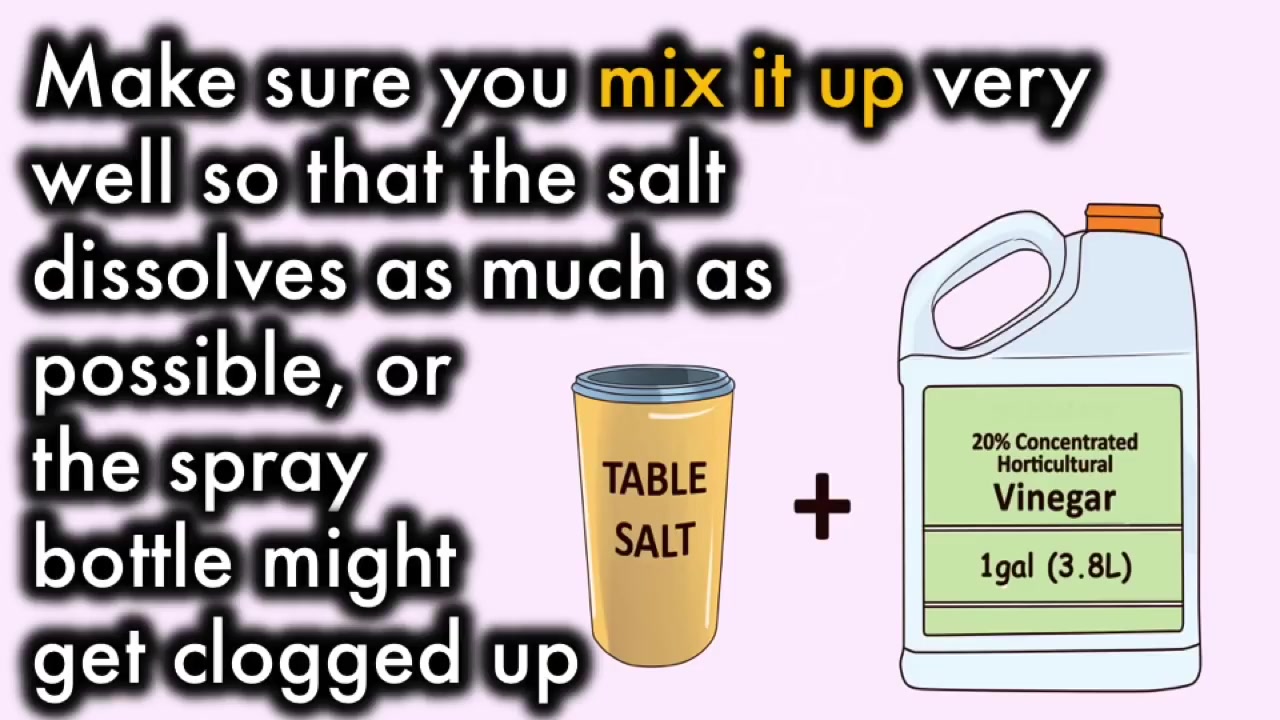 Make sure you mix it up very
well so that the salt
dissolves as much as
possible, or
the spray
bottle might
get clogged up
TABLE
SALT
+
20% Concentrated
Horticultural
Vinegar
1gal (3.8L)